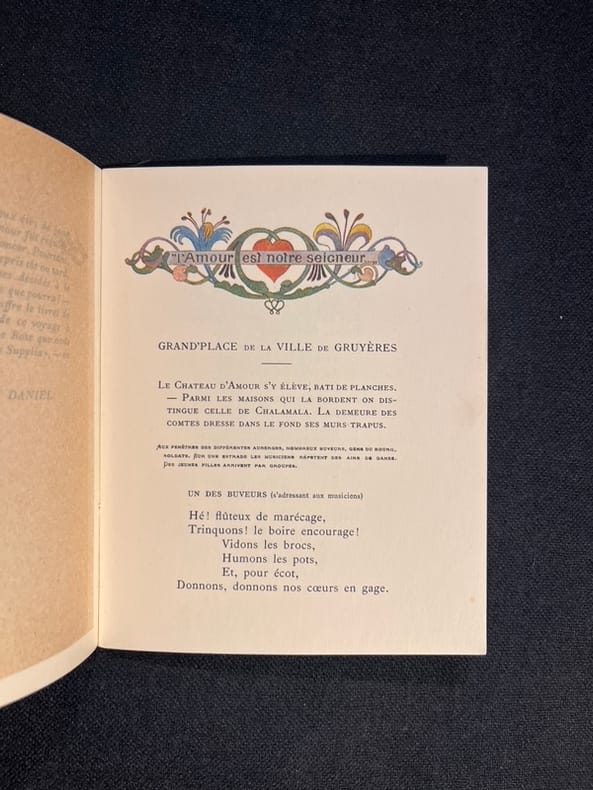 DANIEL
"l'Amour est notre seigneur...
GRAND'PLACE DE LA VILLE DE GRUYÈRES
LE CHATEAU D'AMOUR S'Y ÉLÈVE, BATI DE PLANCHES.
— PARMI LES MAISONS QUI LA BORDENT ON DIS-
TINGUE CELLE DE CHALAMALA. LA DEMEURE DES
COMTES DRESSE DANS LE FOND SES MURS TRAPUS.
AUX FENÊTRES DES DIFFÉRENTES AUBERGES, NOMBREUX BUVEURS, GENS DU BOURG,
SOLDATS. SUR UNE ESTRADE LES MUSICIENS RÉPÈTENT DES AIRS DE DANSE.
DES JEUNES FILLES ARRIVENT PAR GROUPES.
UN DES BUVEURS (s'adressant aux musiciens)
Hé! flûteux de marécage,
Trinquons! le boire encourage!
Vidons les brocs,
Humons les pots,
Et, pour écot,
Donnons, donnons nos cœurs en gage.